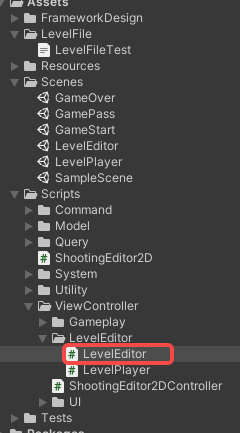 Assets
FrameworkDesign
LevelFile
LevelFileTest
Resources
Scenes
GameOver
GamePass
GameStart
LevelEditor
LevelPlayer
SampleScene
Scripts
Command
Model
Query
ShootingEditor2D
System
Utility
ViewController
Gameplay
LevelEditor
# LevelEditor
# LevelPlayer
# ShootingEditor2DController
UI
Tests
Packages